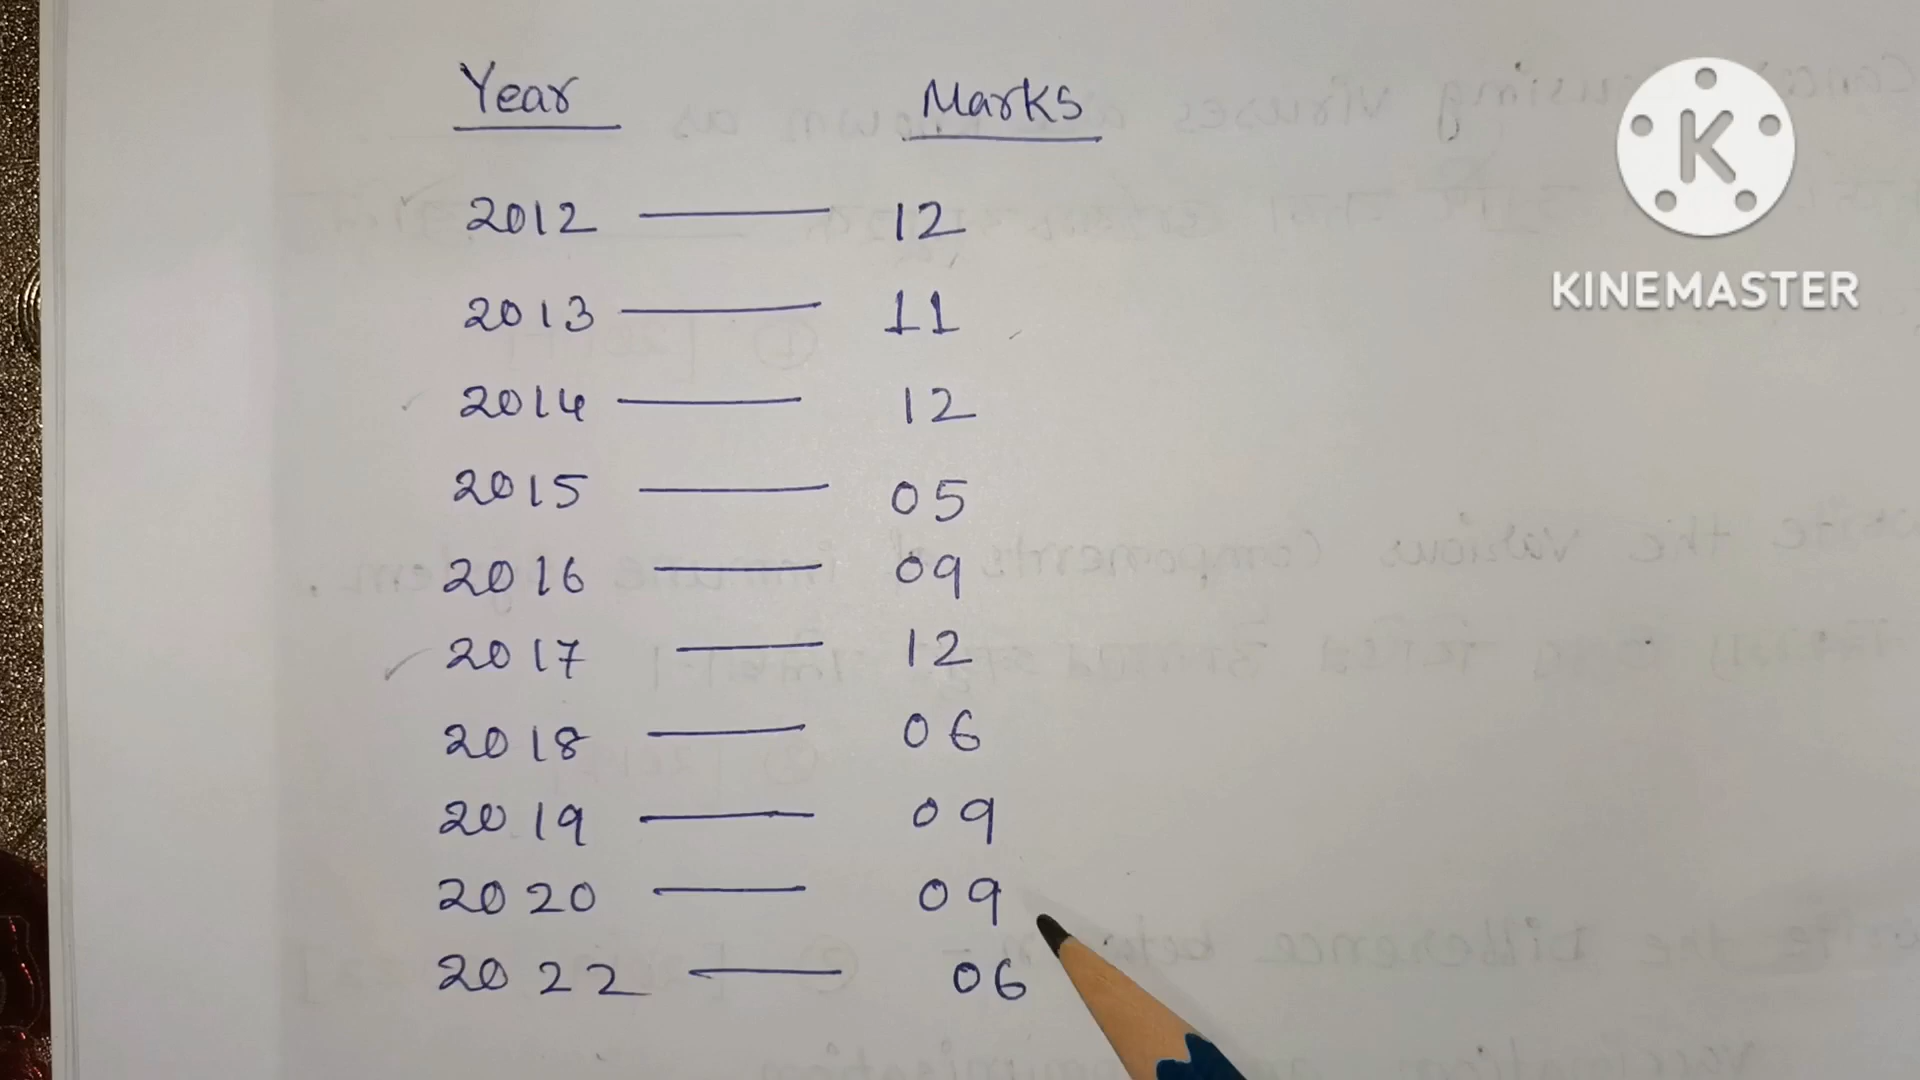 Year Marks
2012 — 12
2013 — 11
2014 — 12
2015 — 05
2016 — 09
2017 — 12
2018 — 06
2019 — 09
2020 — 09
2022 — 06
K
KINEMASTER